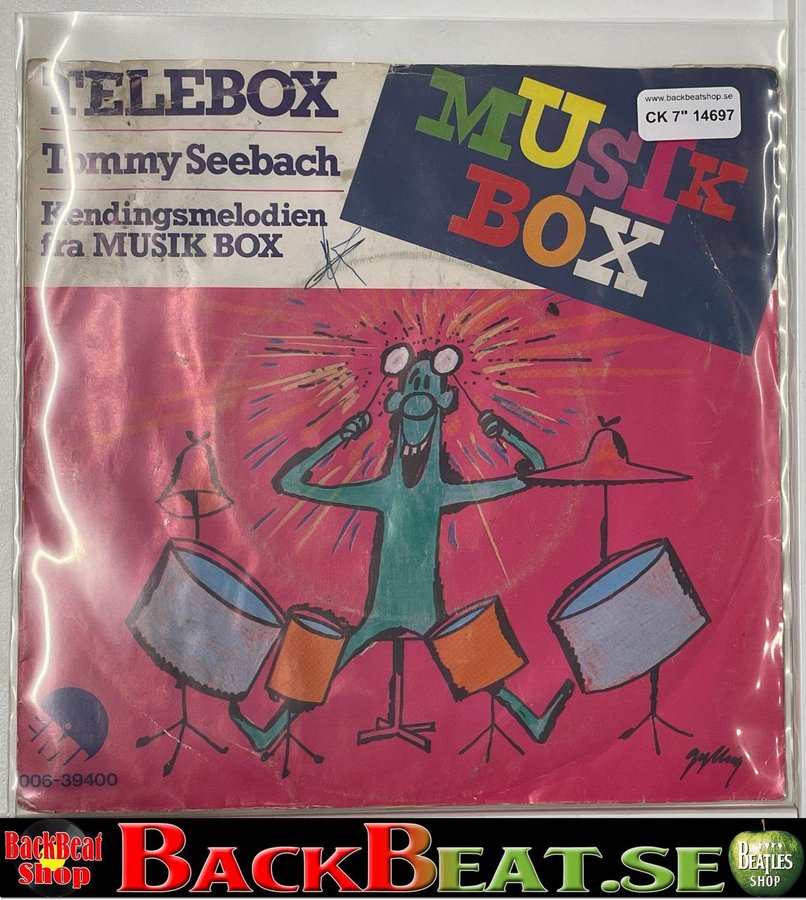 TELEBOX
Tommy Seebach
Kendingsmelodien
fra MUSIK BOX
MUSIK
BOX
www.backbeatshop.se
CK 7" 14697
EMI
006-39400
BackBeat
Shop
BACKBEAT.SE
BEATLES
SHOP